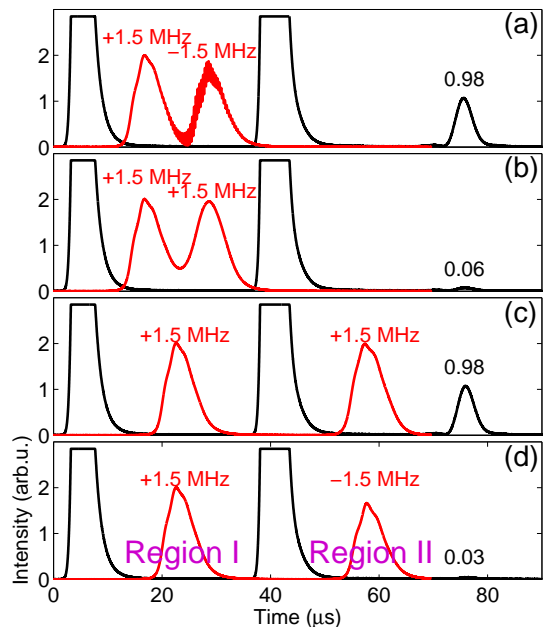 (a)
+1.5 MHz
−1.5 MHz
0.98
2
1
0
(b)
+1.5 MHz
+1.5 MHz
0.06
2
1
0
(c)
+1.5 MHz
+1.5 MHz
0.98
2
1
0
(d)
+1.5 MHz
−1.5 MHz
0.03
Region I
Region II
2
1
0
Intensity (arb.u.)
0 20 40 60 80
Time (μs)